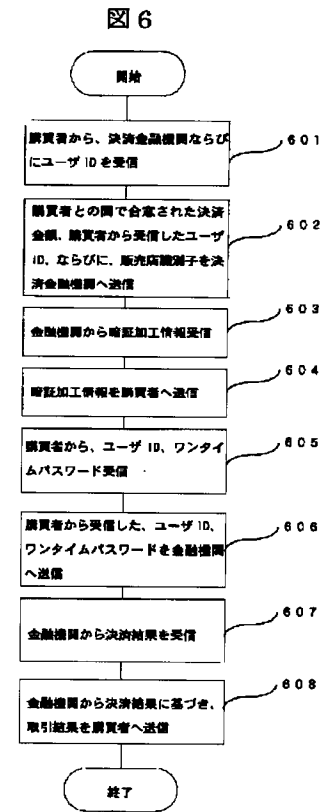 図6
開始
購買者から、決済金融機関ならび
にユーザIDを受信
601
購買者との間で合意された決済
金額、購買者から受信したユーザ
ID、ならびに、販売店識別子を決
済金融機関へ送信
602
金融機関から暗証加工情報受信
603
暗証加工情報を購買者へ送信
604
購買者から、ユーザID、ワンタイ
ムパスワード受信
605
購買者から受信した、ユーザID、
ワンタイムパスワードを金融機関
へ送信
606
金融機関から決済結果を受信
607
金融機関から決済結果に基づき、
取引結果を購買者へ送信
608
終了